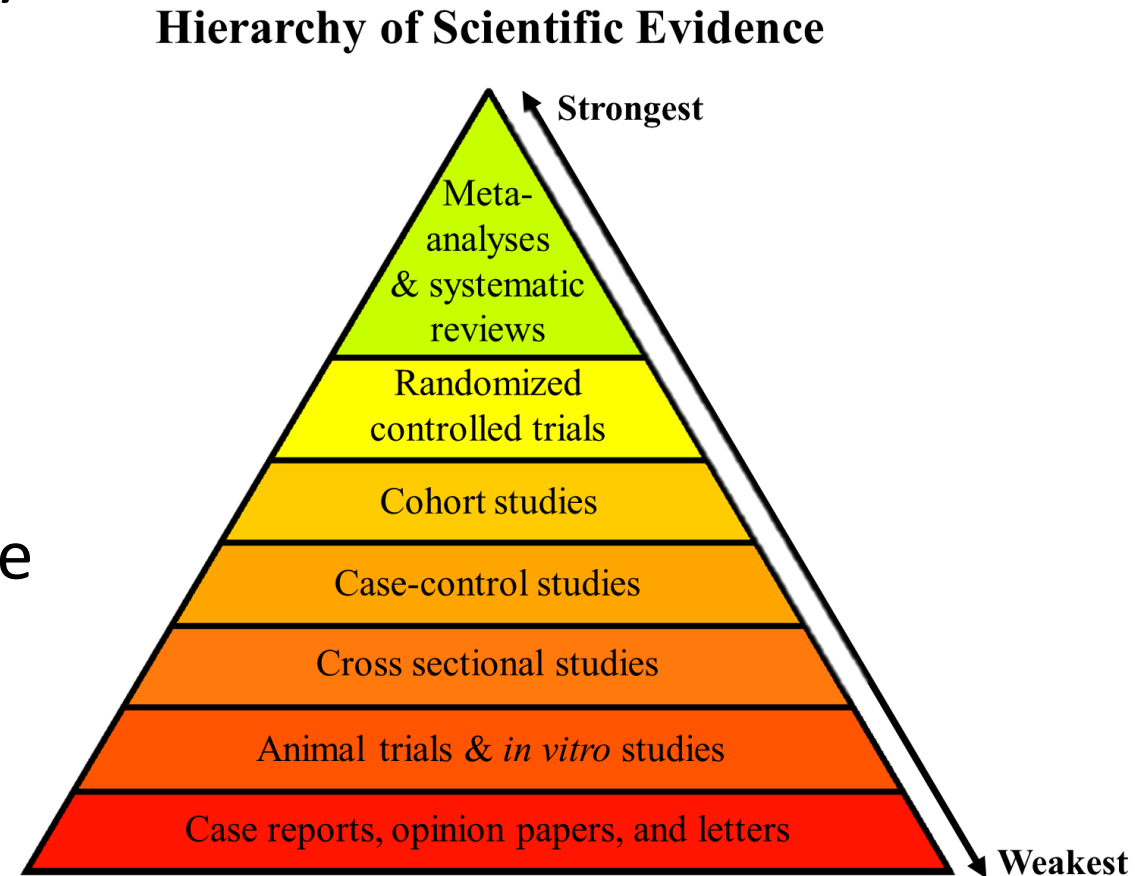 Hierarchy of Scientific Evidence
Strongest
Meta-
analyses
& systematic
reviews
Randomized
controlled trials
Cohort studies
e
Case-control studies
Cross sectional studies
Animal trials & in vitro studies
Case reports, opinion papers, and letters
Weakest